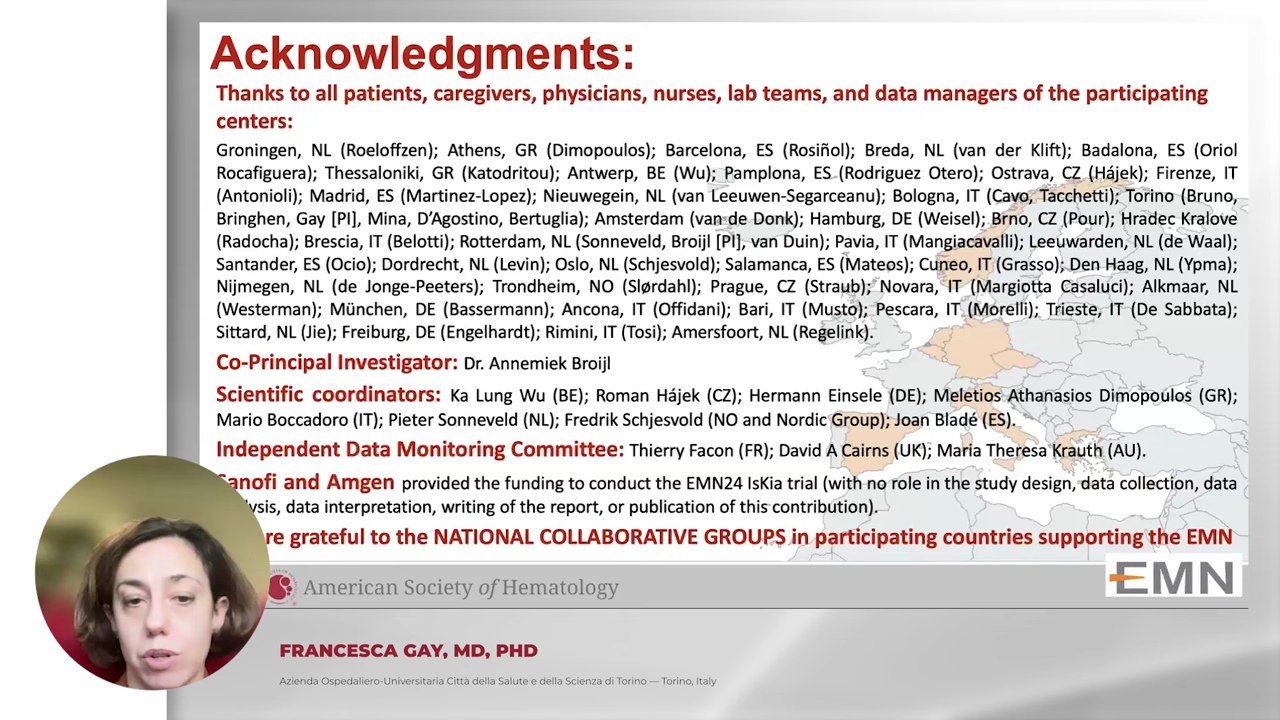 Acknowledgments:
Thanks to all patients, caregivers, physicians, nurses, lab teams, and data managers of the participating
centers:
Groningen, NL (Roeloffzen); Athens, GR (Dimopoulos); Barcelona, ES (Rosiñol); Breda, NL (van der Klift); Badalona, ES (Oriol
Rocafiguera); Thessaloniki, GR (Katodritou); Antwerp, BE (Wu); Pamplona, ES (Rodriguez Otero); Ostrava, CZ (Hájek); Firenze, IT
(Antonioli); Madrid, ES (Martinez-Lopez); Nieuwegein, NL (van Leeuwen-Segarceanu); Bologna, IT (Cavo, Tacchetti); Torino (Bruno,
Bringhen, Gay [PI], Mina, D'Agostino, Bertuglia); Amsterdam (van de Donk); Hamburg, DE (Weisel); Brno, CZ (Pour); Hradec Kralove
(Radocha); Brescia, IT (Belotti); Rotterdam, NL (Sonneveld, Broijl [PI], van Duin); Pavia, IT (Mangiacavalli); Leeuwarden, NL (de Waal);
Santander, ES (Ocio); Dordrecht, NL (Levin); Oslo, NL (Schjesvold); Salamanca, ES (Mateos); Cuneo, IT (Grasso); Den Haag, NL (Ypma);
Nijmegen, NL (de Jonge-Peeters); Trondheim, NO (Slørdahl); Prague, CZ (Straub); Novara, IT (Margiotta Casaluci); Alkmaar, NL
(Westerman); München, DE (Bassermann); Ancona, IT (Offidani); Bari, IT (Musto); Pescara, IT (Morelli); Trieste, IT (De Sabbata);
Sittard, NL (Jie); Freiburg, DE (Engelhardt); Rimini, IT (Tosi); Amersfoort, NL (Regelink).
Co-Principal Investigator: Dr. Annemiek Broijl
Scientific coordinators: Ka Lung Wu (BE); Roman Hájek (CZ); Hermann Einsele (DE); Meletios Athanasios Dimopoulos (GR);
Mario Boccadoro (IT); Pieter Sonneveld (NL); Fredrik Schjesvold (NO and Nordic Group); Joan Bladé (ES).
Independent Data Monitoring Committee: Thierry Facon (FR); David A Cairns (UK); Maria Theresa Krauth (AU).
Sanofi and Amgen provided the funding to conduct the EMN24 IsKia trial (with no role in the study design, data collection, data
data interpretation, writing of the report, or publication of this contribution).
grateful to the NATIONAL COLLABORATIVE GROUPS in participating countries supporting the EMN
American Society of Hematology
EMN
FRANCESCA GAY, MD, PHD
Azienda Ospedaliero-Universitaria Città della Salute e della Scienza di Torino — Torino, Italy